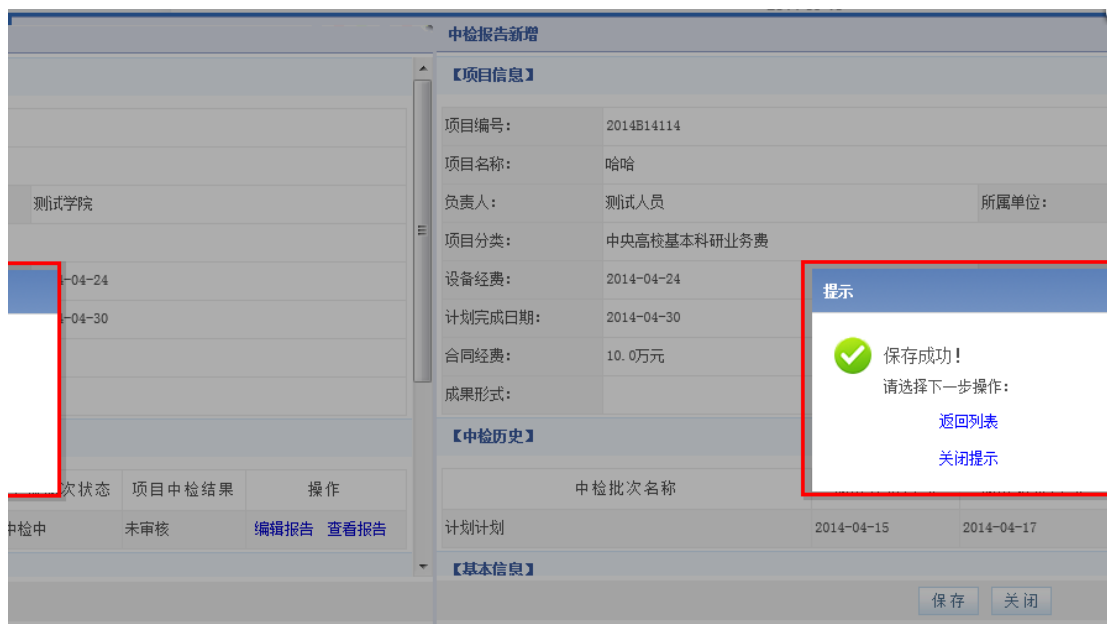 中检报告新增
【项目信息】
项目编号: 2014B14114
项目名称: 哈哈
测试学院
负责人: 测试人员 所属单位:
项目分类: 中央高校基本科研业务费
-04-24
设备经费: 2014-04-24
提示
-04-30
计划完成日期: 2014-04-30
保存成功!
合同经费: 10.0万元
请选择下一步操作:
成果形式:
返回列表
【中检历史】
关闭提示
次状态 项目中检结果 操作
中检批次名称
中检中 未审核 编辑报告 查看报告
计划计划 2014-04-15 2014-04-17
【基本信息】
保存 关闭